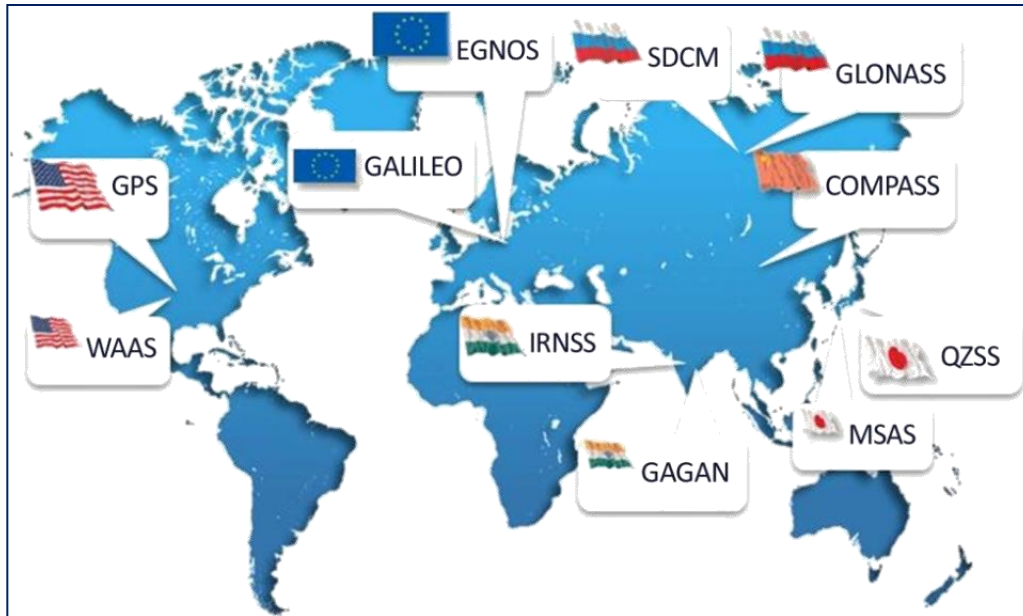 EGNOS
SDCM
GLONASS
GPS
GALILEO
COMPASS
WAAS
IRNSS
QZSS
MSAS
GAGAN